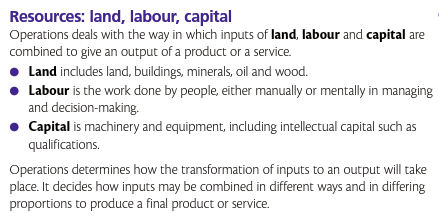 Resources: land, labour, capital
Operations deals with the way in which inputs of land, labour and capital are
combined to give an output of a product or a service.
● Land includes land, buildings, minerals, oil and wood.
● Labour is the work done by people, either manually or mentally in managing
and decision-making.
● Capital is machinery and equipment, including intellectual capital such as
qualifications.
Operations determines how the transformation of inputs to an output will take
place. It decides how inputs may be combined in different ways and in differing
proportions to produce a final product or service.